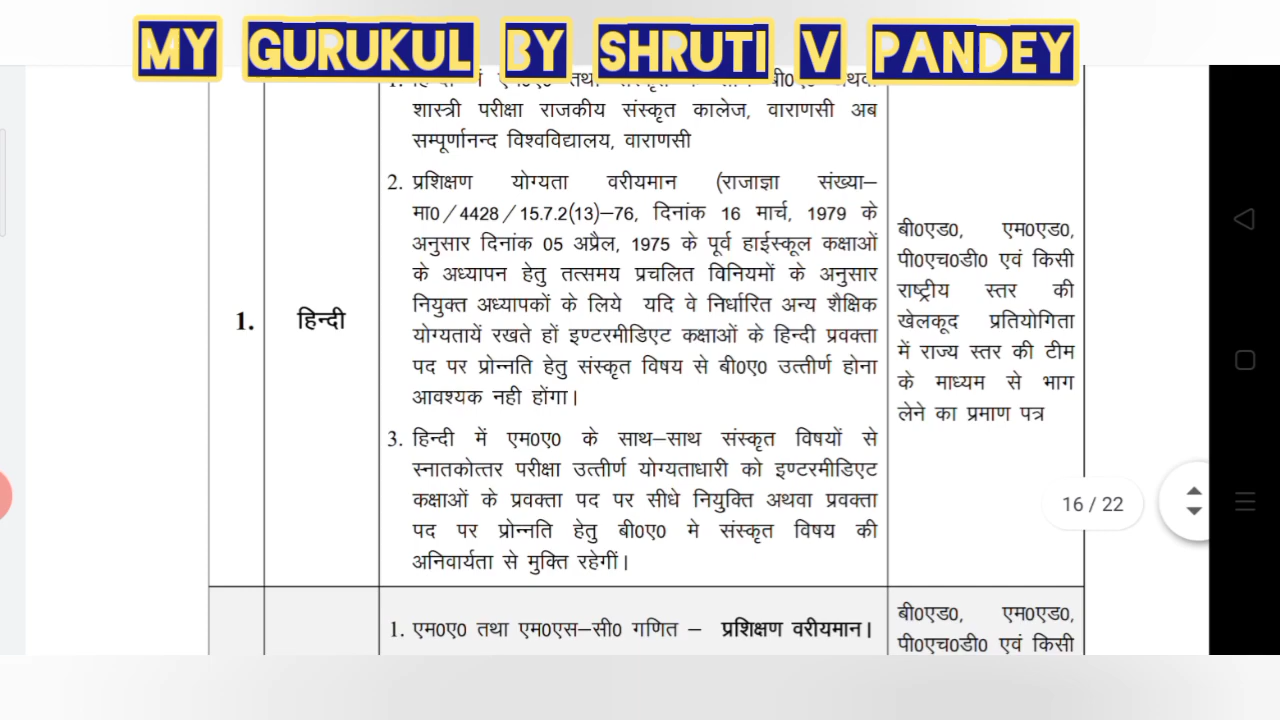 MY GURUKUL BY SHRUTI V PANDEY
शास्त्री परीक्षा राजकीय संस्कृत कालेज, वाराणसी अब
सम्पूर्णानन्द विश्वविद्यालय, वाराणसी
2. प्रशिक्षण योग्यता वरीयमान (राजाज्ञा संख्या–
मा0/4428/15.7.2(13)–76, दिनांक 16 मार्च, 1979 के
अनुसार दिनांक 05 अप्रैल, 1975 के पूर्व हाईस्कूल कक्षाओं
के अध्यापन हेतु तत्समय प्रचलित विनियमों के अनुसार
नियुक्त अध्यापकों के लिये यदि वे निर्धारित अन्य शैक्षिक
योग्यतायें रखते हों इण्टरमीडिएट कक्षाओं के हिन्दी प्रवक्ता
पद पर प्रोन्नति हेतु संस्कृत विषय से बी0ए0 उत्तीर्ण होना
आवश्यक नही होंगा।
3. हिन्दी में एम0ए0 के साथ–साथ संस्कृत विषयों से
स्नातकोत्तर परीक्षा उत्तीर्ण योग्यताधारी को इण्टरमीडिएट
कक्षाओं के प्रवक्ता पद पर सीधे नियुक्ति अथवा प्रवक्ता
पद पर प्रोन्नति हेतु बी0ए0 मे संस्कृत विषय की
अनिवार्यता से मुक्ति रहेगीं।
1.
हिन्दी
बी0एड0, एम0एड0,
पी0एच0डी0 एवं किसी
राष्ट्रीय स्तर की
खेलकूद प्रतियोगिता
में राज्य स्तर की टीम
के माध्यम से भाग
लेने का प्रमाण पत्र
16 / 22
1. एम0ए0 तथा एम0एस–सी0 गणित – प्रशिक्षण वरीयमान।
बी0एड0, एम0एड0,
पी0एच0डी0 एवं किसी